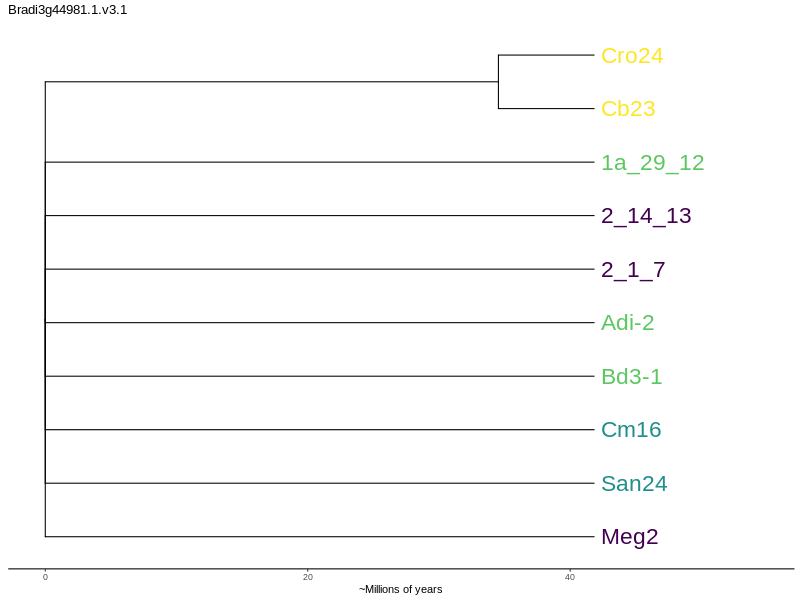 Bradi3g44981.1.v3.1
Cro24
Cb23
1a_29_12
2_14_13
2_1_7
Adi-2
Bd3-1
Cm16
San24
Meg2
0 20 40
~Millions of years